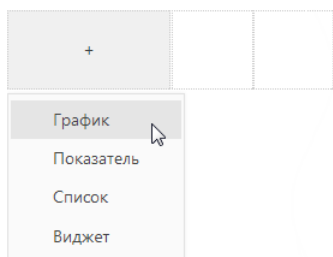 +
График
Показатель
Список
Виджет